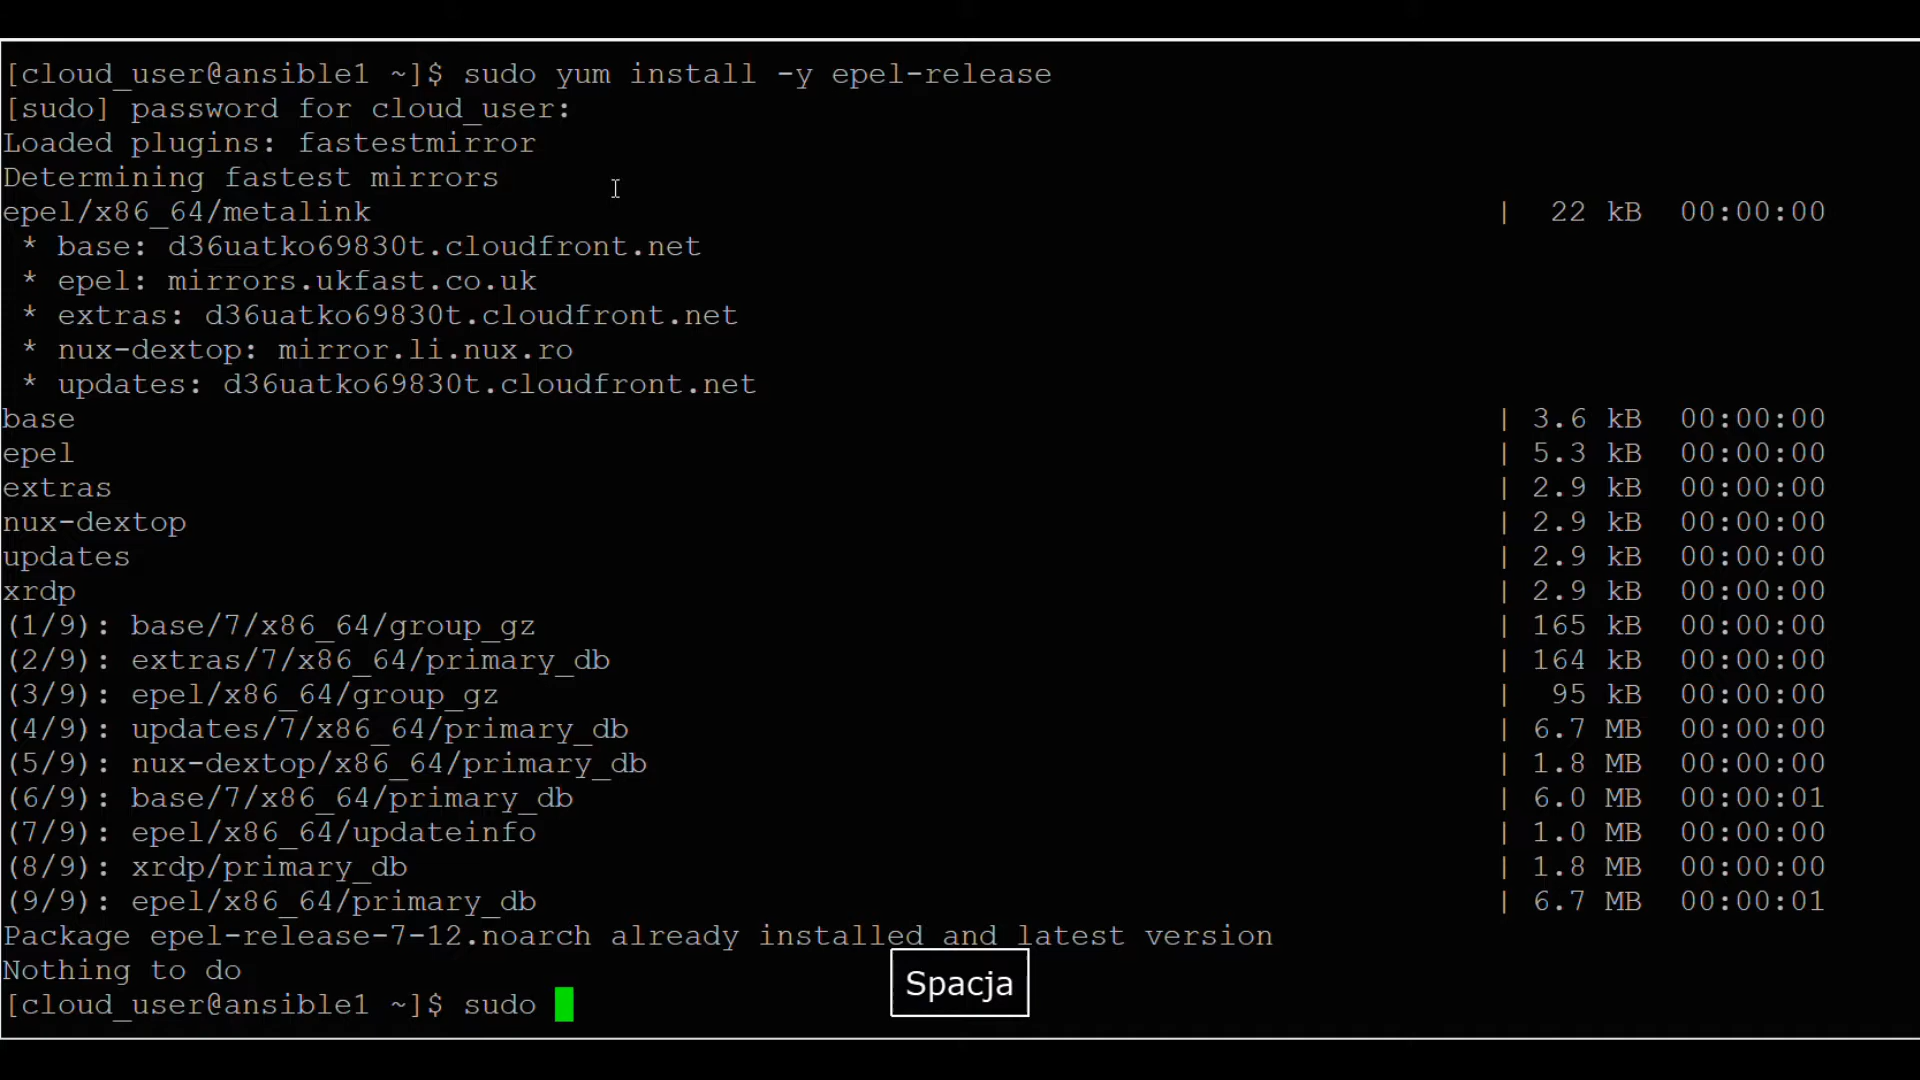 [cloud_user@ansible1 ~]$ sudo yum install -y epel-release
[sudo] password for cloud_user:
Loaded plugins: fastestmirror
Determining fastest mirrors
epel/x86_64/metalink | 22 kB 00:00:00
* base: d36uatko69830t.cloudfront.net
* epel: mirrors.ukfast.co.uk
* extras: d36uatko69830t.cloudfront.net
* nux-dextop: mirror.li.nux.ro
* updates: d36uatko69830t.cloudfront.net
base | 3.6 kB 00:00:00
epel | 5.3 kB 00:00:00
extras | 2.9 kB 00:00:00
nux-dextop | 2.9 kB 00:00:00
updates | 2.9 kB 00:00:00
xrdp | 2.9 kB 00:00:00
(1/9): base/7/x86_64/group_gz | 165 kB 00:00:00
(2/9): extras/7/x86_64/primary_db | 164 kB 00:00:00
(3/9): epel/x86_64/group_gz | 95 kB 00:00:00
(4/9): updates/7/x86_64/primary_db | 6.7 MB 00:00:00
(5/9): nux-dextop/x86_64/primary_db | 1.8 MB 00:00:00
(6/9): base/7/x86_64/primary_db | 6.0 MB 00:00:01
(7/9): epel/x86_64/updateinfo | 1.0 MB 00:00:00
(8/9): xrdp/primary_db | 1.8 MB 00:00:00
(9/9): epel/x86_64/primary_db | 6.7 MB 00:00:01
Package epel-release-7-12.noarch already installed and latest version
Nothing to do
[cloud_user@ansible1 ~]$ sudo
Spacja